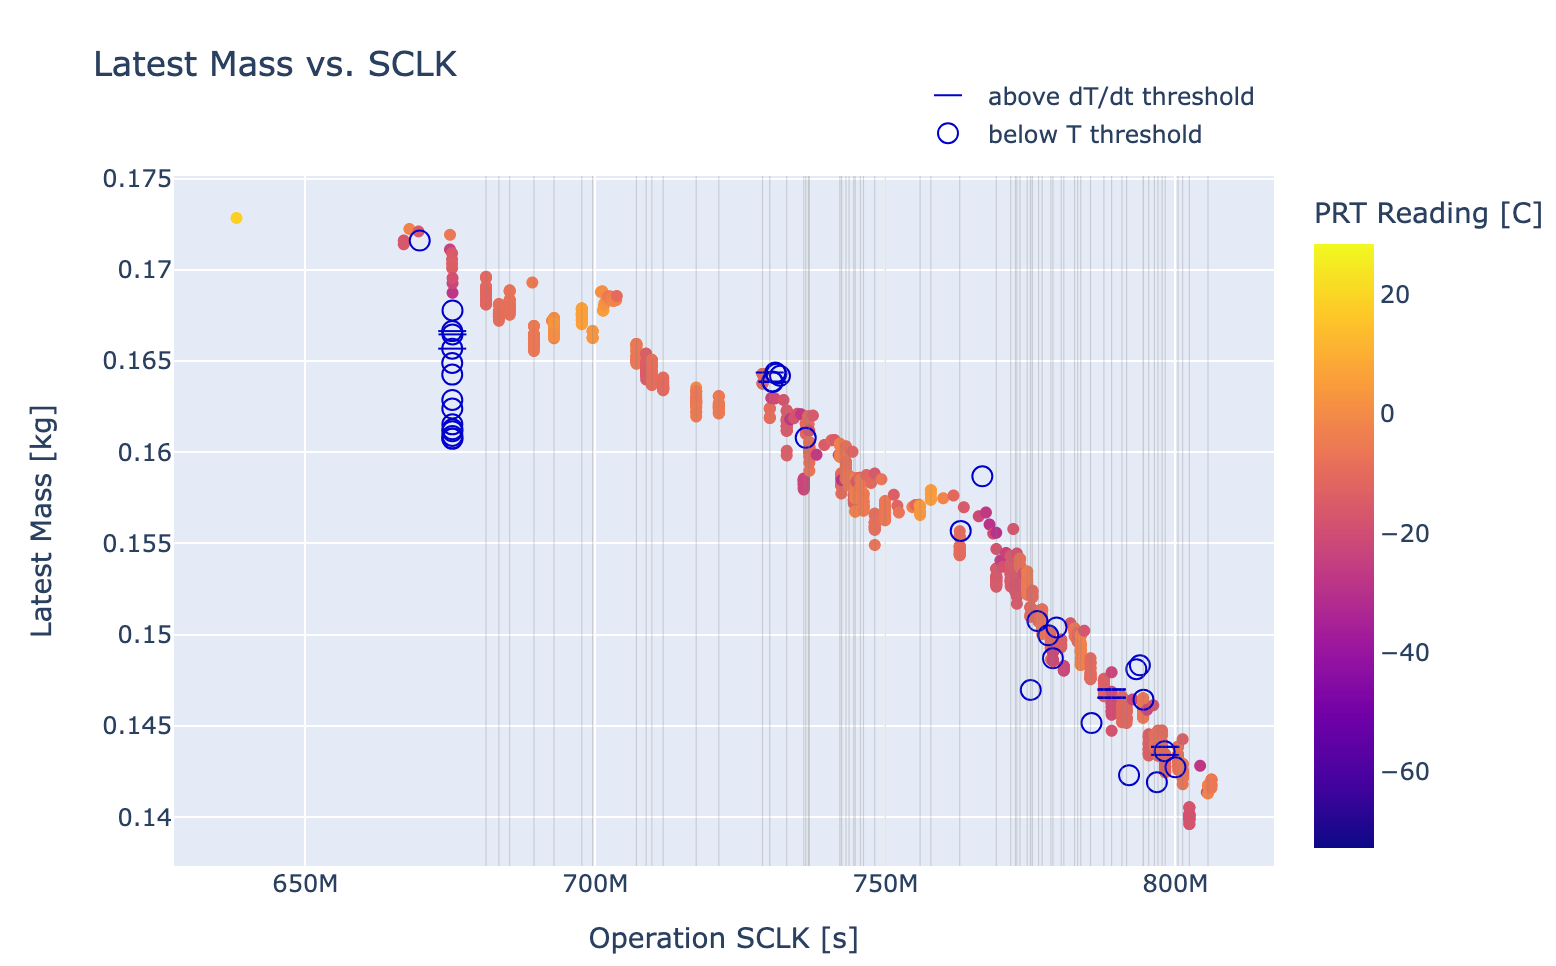 Latest Mass vs. SCLK
above dT/dt threshold
below T threshold
PRT Reading [C]
0.175
0.17
0.165
0.16
0.155
0.15
0.145
0.14
Latest Mass [kg]
650M
700M
750M
800M
Operation SCLK [s]
20
0
−20
−40
−60